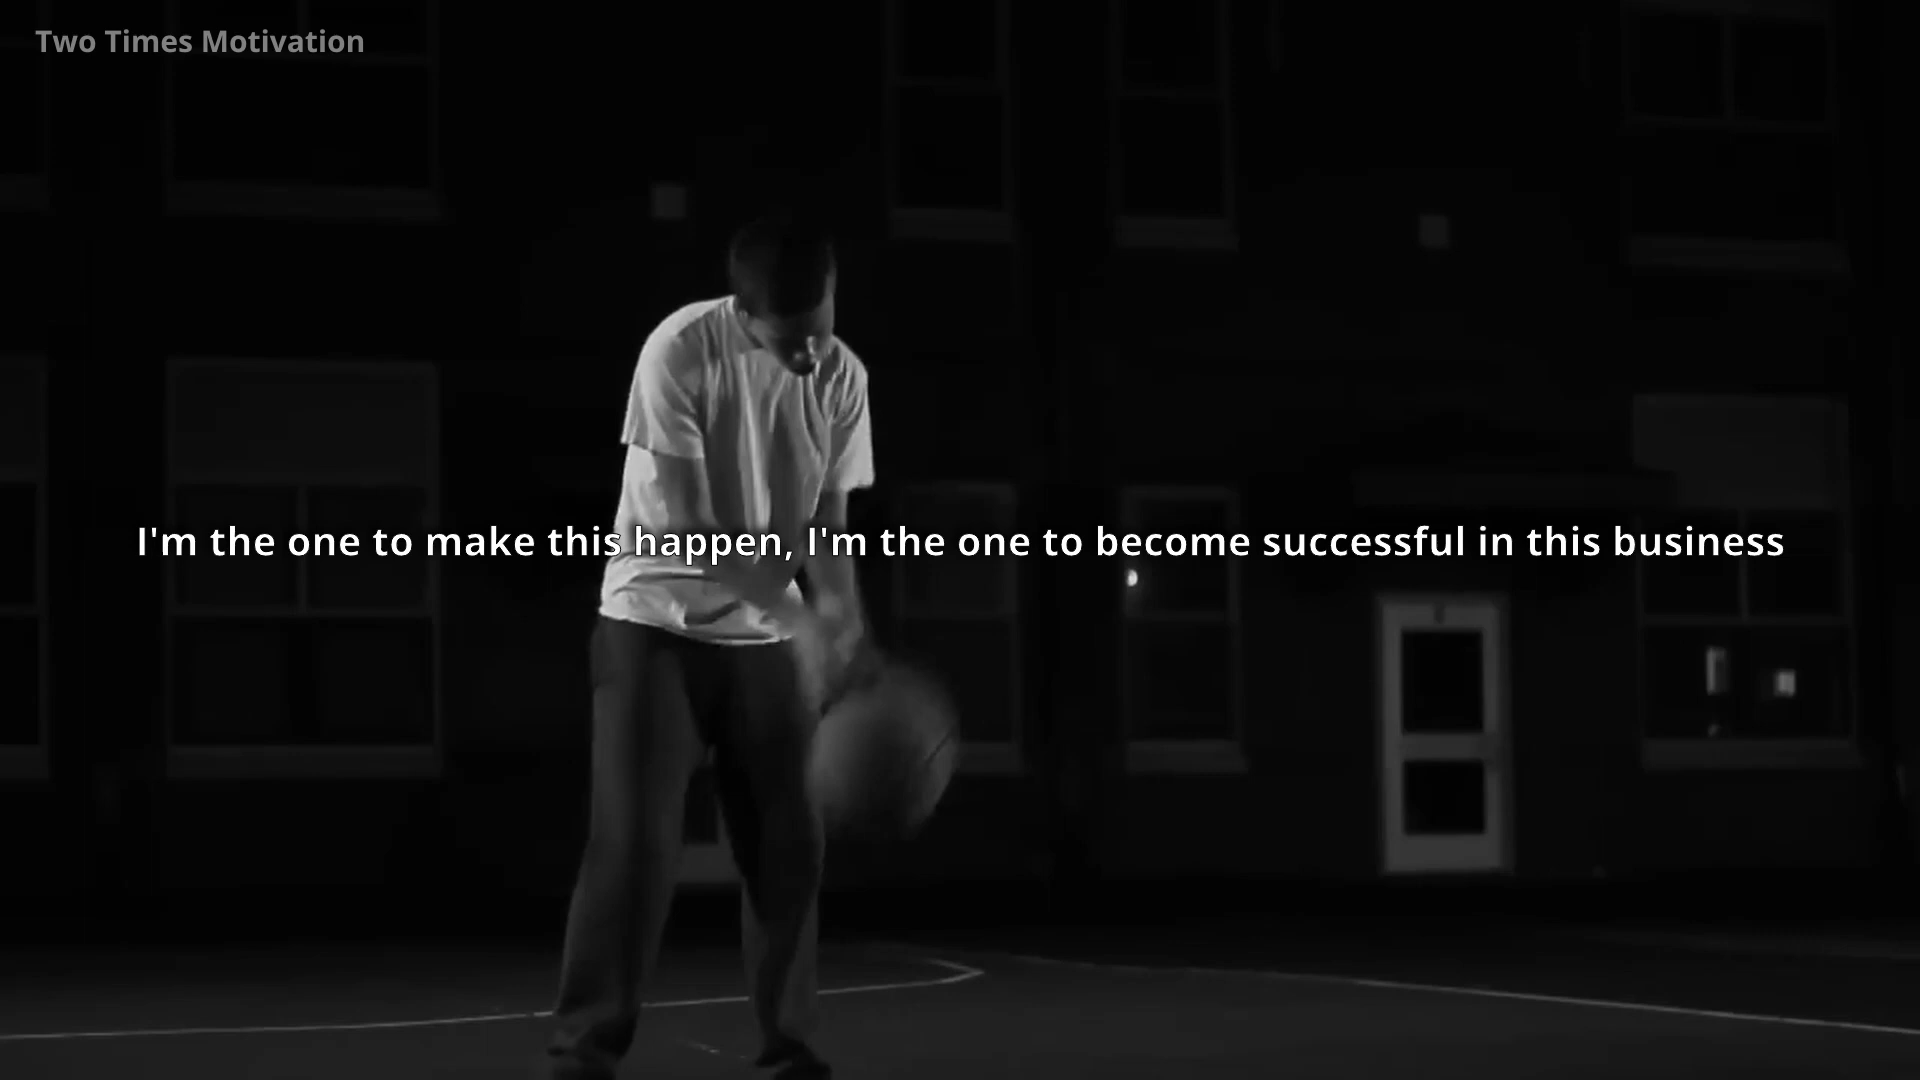 Two Times Motivation
I'm the one to make this happen, I'm the one to become successful in this business